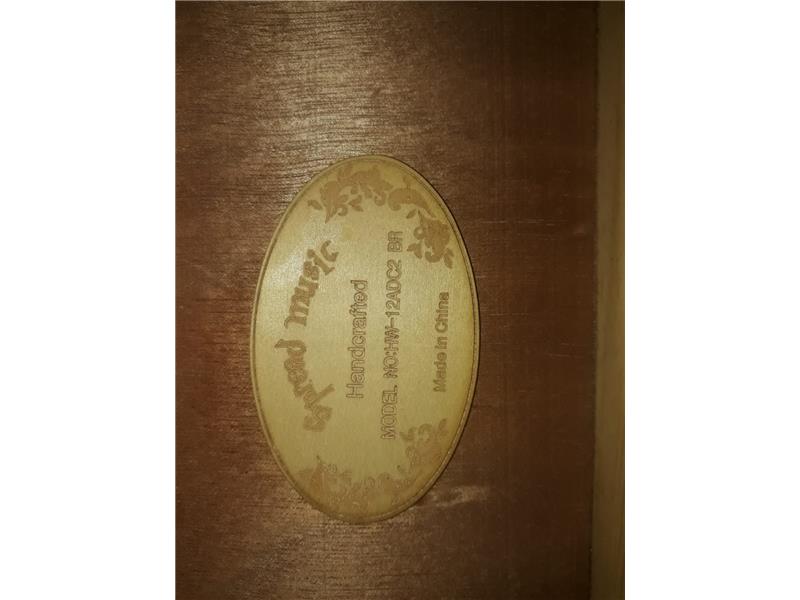 Spread music
Handcrafted
MODEL NO:HW-12ADC2 BR
Made in China